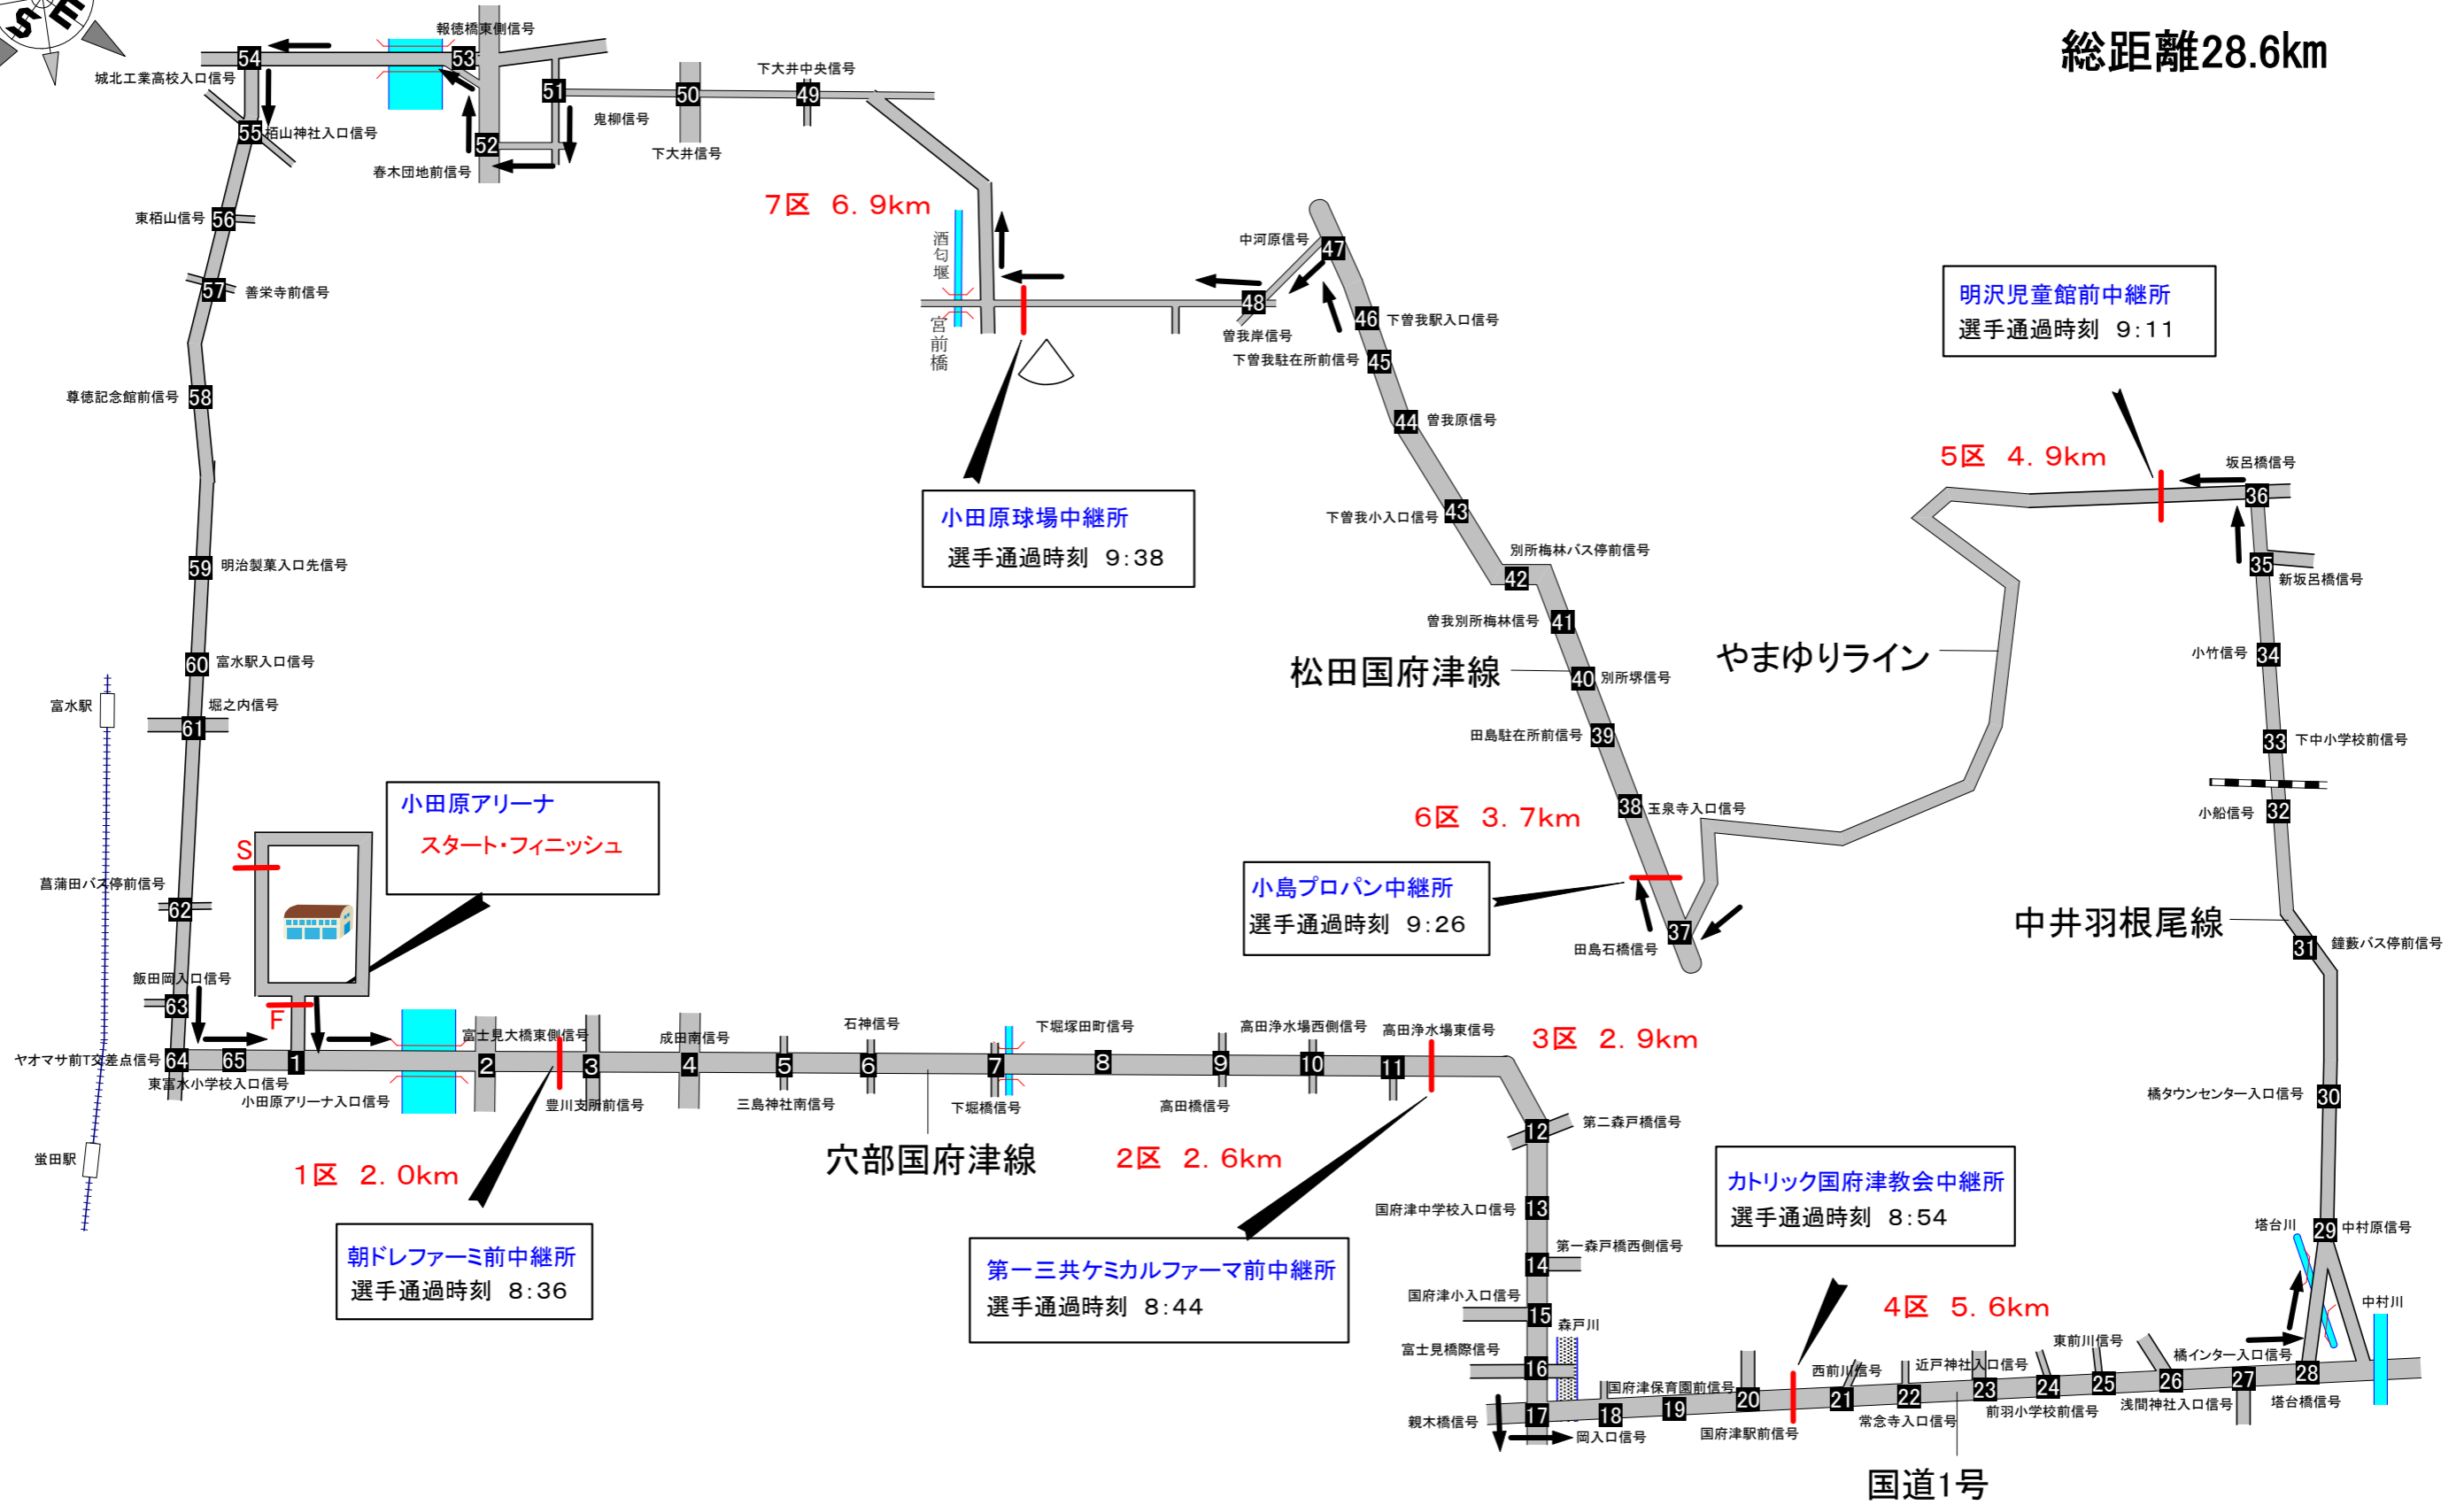 S E
総距離28.6km
報徳橋東側信号
54
53
城北工業高校入口信号
51
50
下大井中央信号
49
鬼柳信号
下大井信号
55
栢山神社入口信号
52
春木団地前信号
7区 6.9km
東栢山信号
56
酒匂堰
宮前橋
中河原信号
47
57
善栄寺前信号
48
曽我岸信号
46
下曽我駅入口信号
下曽我駐在所前信号
45
明沢児童館前中継所
選手通過時刻 9:11
尊徳記念館前信号
58
44
曽我原信号
5区 4.9km
坂呂橋信号
36
小田原球場中継所
選手通過時刻 9:38
下曽我小入口信号
43
別所梅林バス停前信号
42
35
新坂呂橋信号
59
明治製菓入口先信号
曽我別所梅林信号
41
60
富水駅入口信号
松田国府津線
40
別所堺信号
やまゆりライン
小竹信号
34
富水駅
堀之内信号
61
田島駐在所前信号
39
33
下中小学校前信号
小田原アリーナ
スタート・フィニッシュ
S
6区 3.7km
38
玉泉寺入口信号
小船信号
32
菖蒲田バス停前信号
62
小島プロパン中継所
選手通過時刻 9:26
37
田島石橋信号
中井羽根尾線
31
鐘藪バス停前信号
飯田岡入口信号
63
F
ヤオマサ前T交差点信号
64
65
1
東富水小学校入口信号
小田原アリーナ入口信号
富士見大橋東側信号
2
3
豊川支所前信号
成田南信号
4
5
三島神社南信号
石神信号
6
7
下堀橋信号
下堀塚田町信号
8
9
高田橋信号
高田浄水場西側信号
10
高田浄水場東信号
11
3区 2.9km
蛍田駅
1区 2.0km
穴部国府津線
2区 2.6km
12
第二森戸橋信号
橘タウンセンター入口信号
30
朝ドレファーミ前中継所
選手通過時刻 8:36
第一三共ケミカルファーマ前中継所
選手通過時刻 8:44
国府津中学校入口信号
13
カトリック国府津教会中継所
選手通過時刻 8:54
第一森戸橋西側信号
14
国府津小入口信号
15
塔台川
29
中村原信号
富士見橋際信号
16
森戸川
4区 5.6km
中村川
親木橋信号
17
18
岡入口信号
国府津保育園前信号
19
20
国府津駅前信号
西前川信号
21
22
常念寺入口信号
近戸神社入口信号
23
24
前羽小学校前信号
東前川信号
25
26
浅間神社入口信号
橘インター入口信号
27
28
塔台橋信号
国道1号